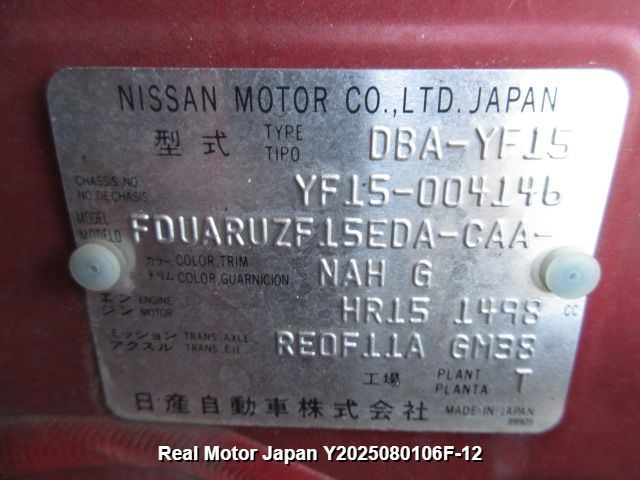 NISSAN MOTOR CO.,LTD. JAPAN
型式 TYPE TIPO DBA-YF15
CHASSIS NO. NO.DE CHASIS YF15-004146
MODEL MODELO FDUARUZF15EDA-CAA-
カラー COLOR,TRIM トリム COLOR,GUARNICION NAH G
エンジン ENGINE MOTOR HR15 1498 CC
ミッション アクスル TRANS. AXLE TRANS. EJE RE0F11A GM38
工場 PLANT PLANTA T
日産自動車株式会社 MADE IN JAPAN
Real Motor Japan Y2025080106F-12